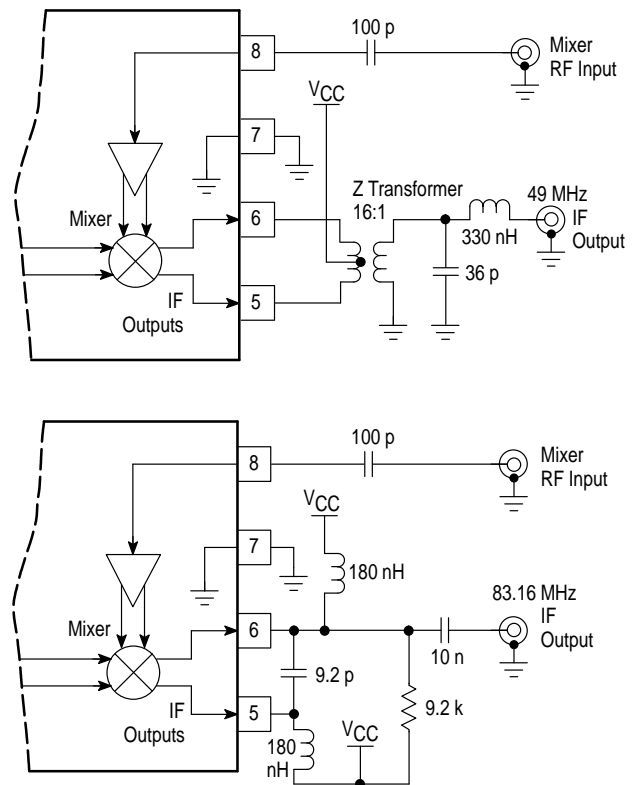 100 p
8
Mixer
RF Input
VCC
7
Z Transformer
16:1
49 MHz
IF
Output
Mixer
6
330 nH
36 p
5
IF
Outputs
100 p
8
Mixer
RF Input
VCC
7
180 nH
83.16 MHz
IF
Output
Mixer
6
10 n
9.2 p
9.2 k
5
IF
Outputs
180
nH
VCC